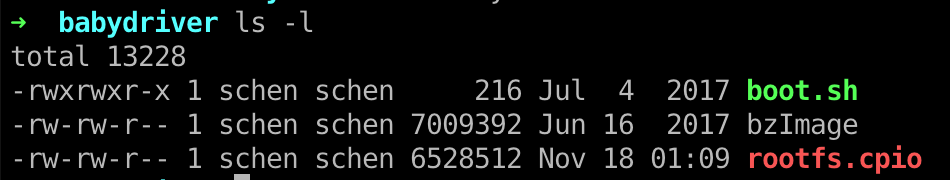 → babydriver ls -l
total 13228
-rwxrwxr-x 1 schen schen     216 Jul  4  2017 boot.sh
-rw-rw-r-- 1 schen schen 7009392 Jun 16  2017 bzImage
-rw-rw-r-- 1 schen schen 6528512 Nov 18 01:09 rootfs.cpio